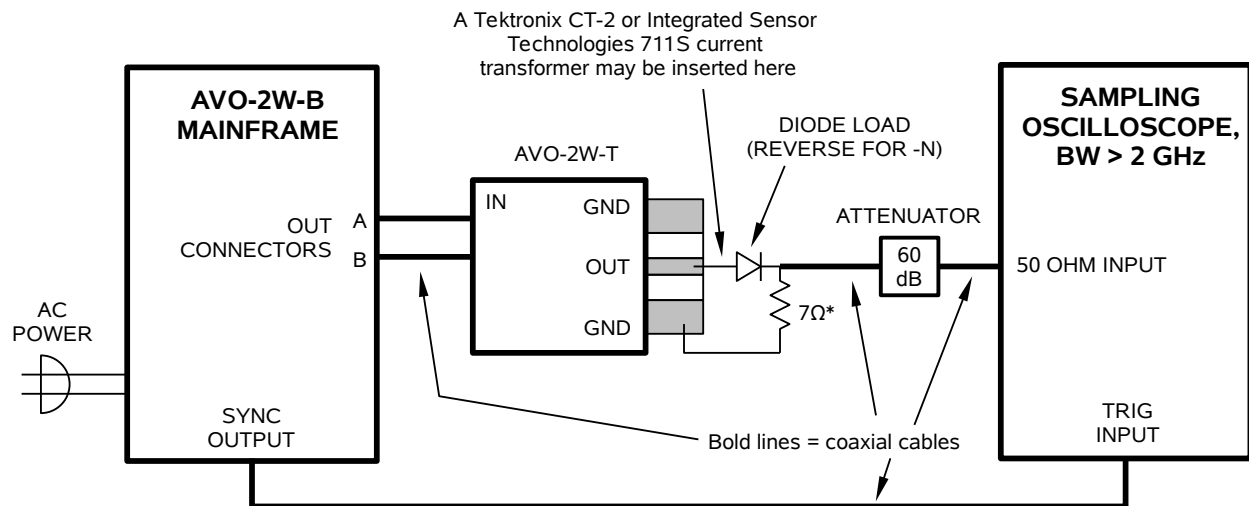 A Tektronix CT-2 or Integrated Sensor
Technologies 711S current
transformer may be inserted here
AVO-2W-B
MAINFRAME
SAMPLING
OSCILLOSCOPE,
BW > 2 GHz
DIODE LOAD
(REVERSE FOR -N)
AVO-2W-T
IN
GND
OUT
CONNECTORS
A
B
OUT
GND
ATTENUATOR
60
dB
50 OHM INPUT
7Ω*
AC
POWER
SYNC
OUTPUT
Bold lines = coaxial cables
TRIG
INPUT